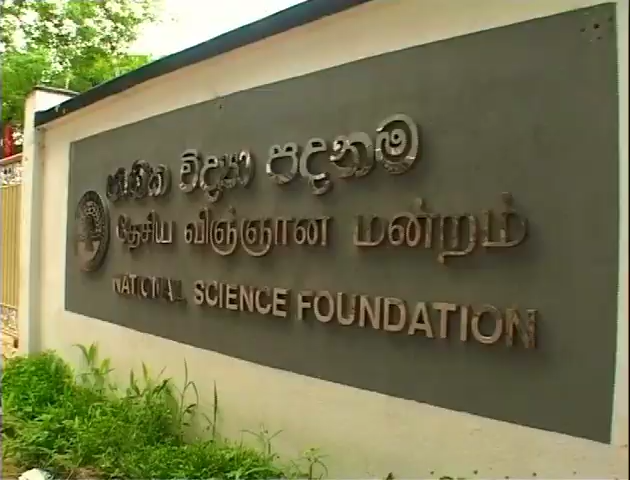 ජාතික විද්‍යා පදනම
தேசிய விஞ்ஞான மன்றம்
NATIONAL SCIENCE FOUNDATION